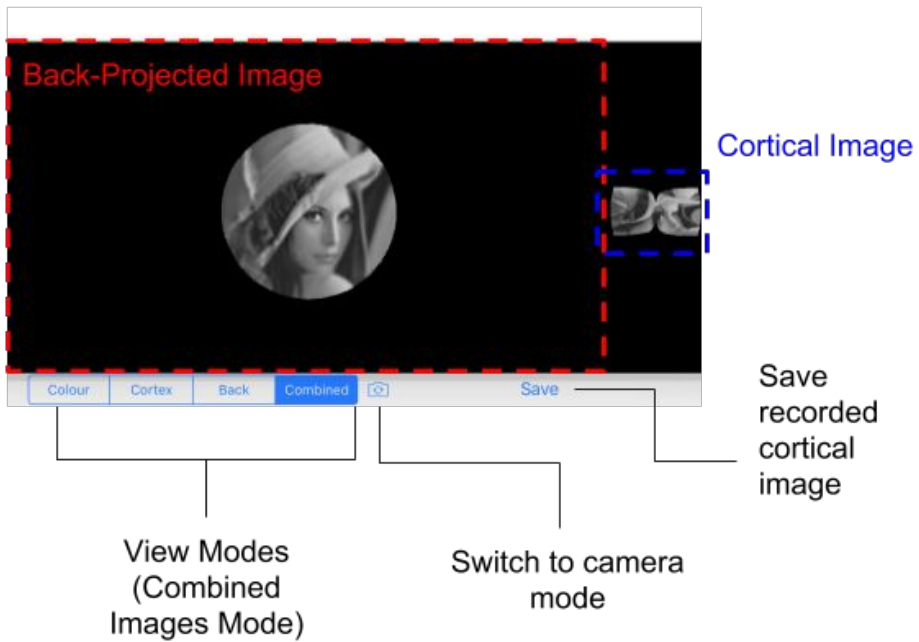 Back-Projected Image
Cortical Image
Colour
Cortex
Back
Combined
Save
Save
recorded
cortical
image
View Modes
(Combined
Images Mode)
Switch to camera
mode